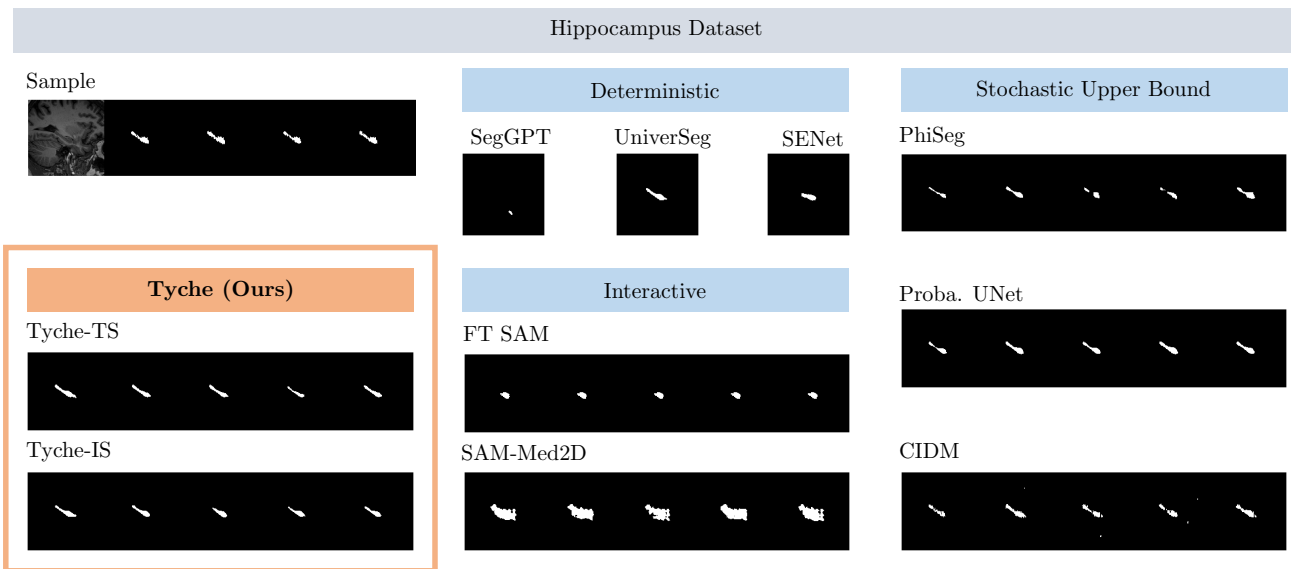 Hippocampus Dataset
Sample
Deterministic
SegGPT
UniverSeg
SENet
Stochastic Upper Bound
PhiSeg
Tyche (Ours)
Tyche-TS
Tyche-IS
Interactive
FT SAM
SAM-Med2D
Proba. UNet
CIDM